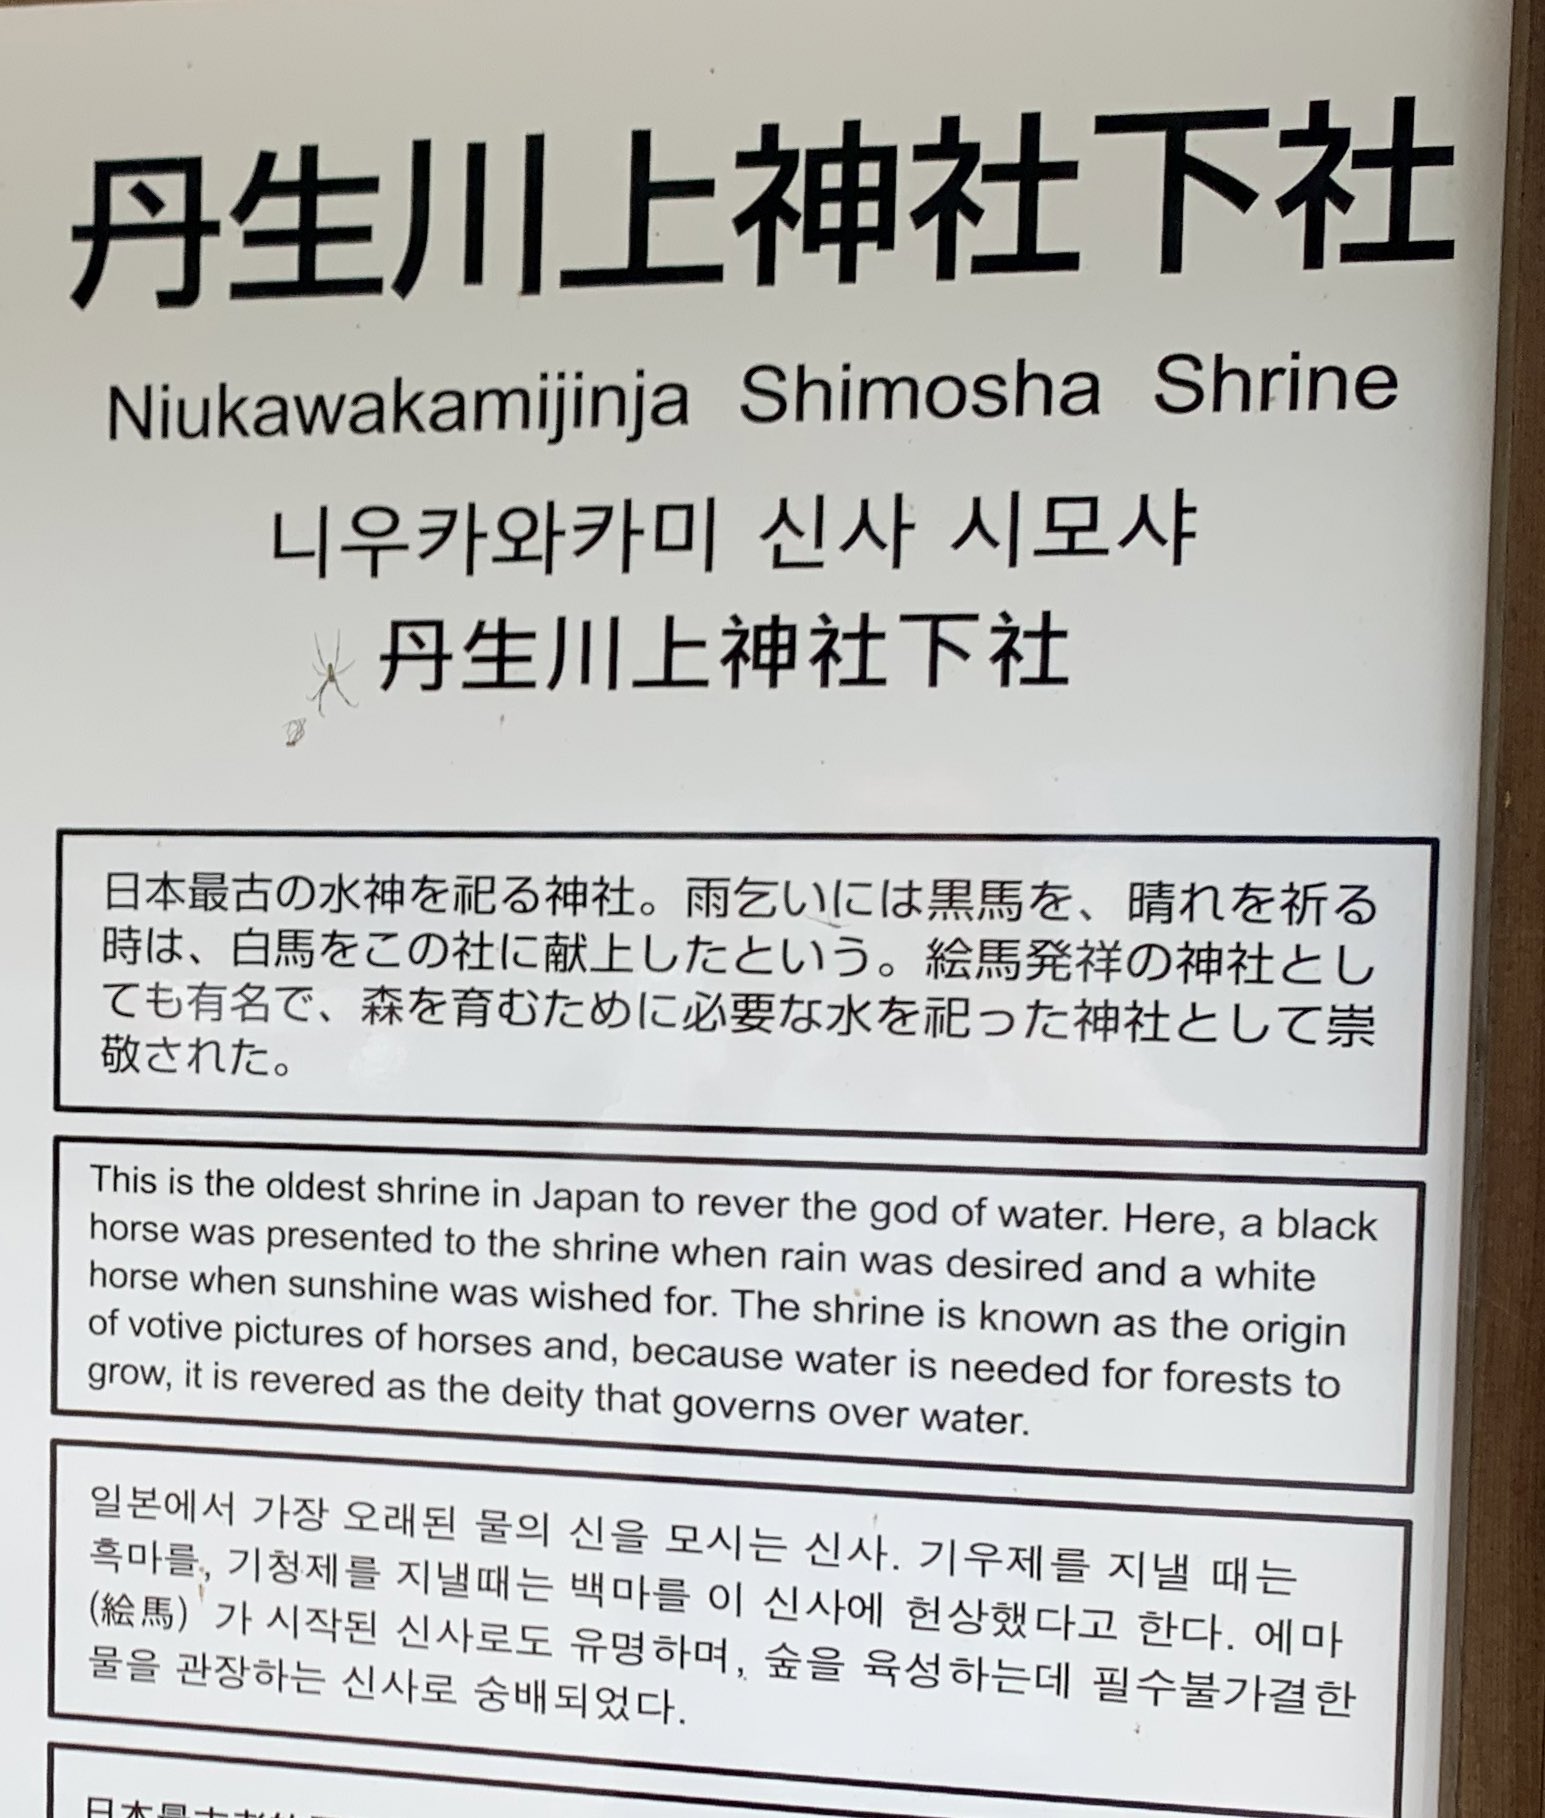 丹生川上神社下社
Niukawakamijinja Shimosha Shrine
니우카와카미 신사 시모샤
丹生川上神社下社
日本最古の水神を祀る神社。雨乞いには黒馬を、晴れを祈る
時は、白馬をこの社に献上したという。絵馬発祥の神社とし
ても有名で、森を育むために必要な水を祀った神社として崇
敬された。
This is the oldest shrine in Japan to rever the god of water. Here, a black
horse was presented to the shrine when rain was desired and a white
horse when sunshine was wished for. The shrine is known as the origin
of votive pictures of horses and, because water is needed for forests to
grow, it is revered as the deity that governs over water.
일본에서 가장 오래된 물의 신을 모시는 신사. 기우제를 지낼 때는
흑마를, 기청제를 지낼때는 백마를 이 신사에 헌상했다고 한다. 에마
(絵馬) 가 시작된 신사로도 유명하며, 숲을 육성하는데 필수불가결한
물을 관장하는 신사로 숭배되었다.
日本最古